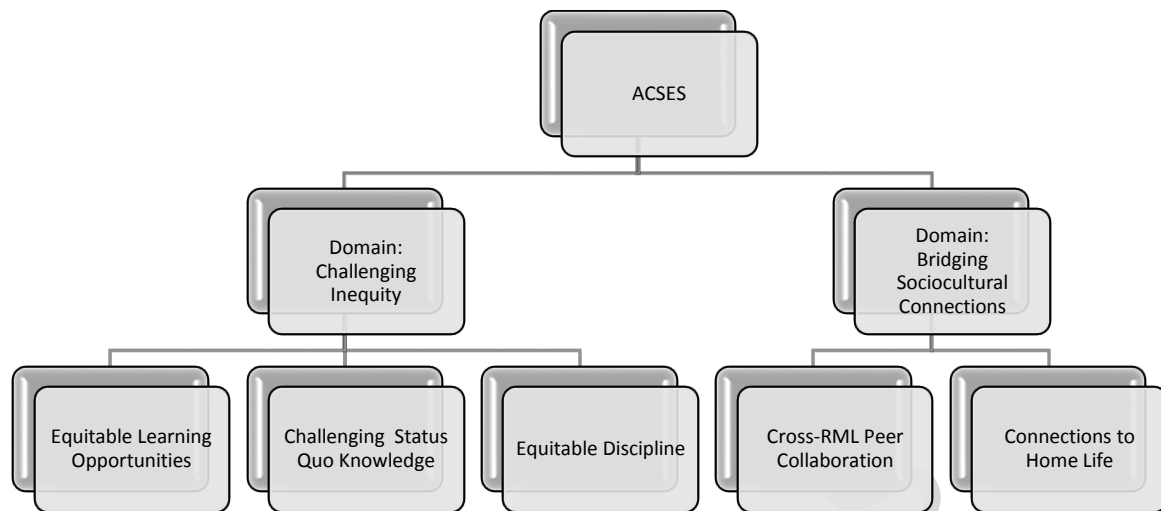 ACSES
Domain:
Challenging
Inequity
Domain:
Bridging
Sociocultural
Connections
Equitable Learning
Opportunities
Challenging Status
Quo Knowledge
Equitable Discipline
Cross-RML Peer
Collaboration
Connections to
Home Life